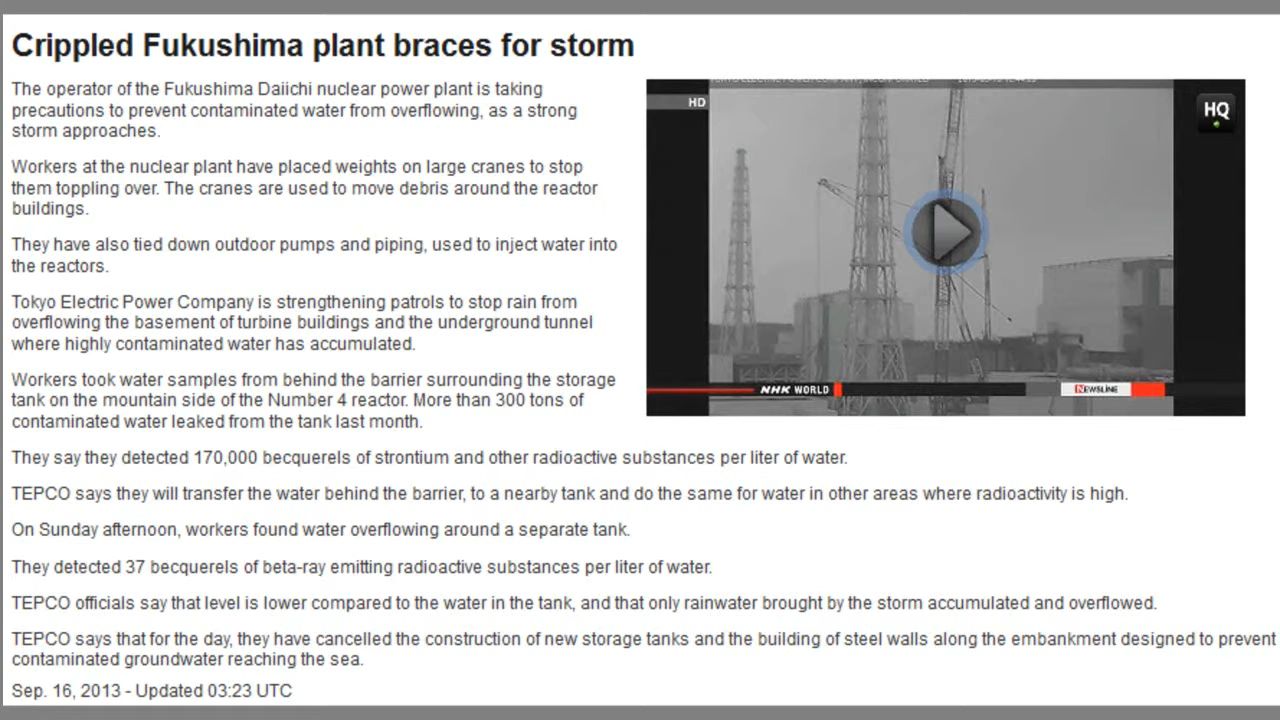 Crippled Fukushima plant braces for storm
The operator of the Fukushima Daiichi nuclear power plant is taking
precautions to prevent contaminated water from overflowing, as a strong
storm approaches.
Workers at the nuclear plant have placed weights on large cranes to stop
them toppling over. The cranes are used to move debris around the reactor
buildings.
They have also tied down outdoor pumps and piping, used to inject water into
the reactors.
Tokyo Electric Power Company is strengthening patrols to stop rain from
overflowing the basement of turbine buildings and the underground tunnel
where highly contaminated water has accumulated.
Workers took water samples from behind the barrier surrounding the storage
tank on the mountain side of the Number 4 reactor. More than 300 tons of
contaminated water leaked from the tank last month.
HD
HQ
NHK WORLD
NEWSLINE
They say they detected 170,000 becquerels of strontium and other radioactive substances per liter of water.
TEPCO says they will transfer the water behind the barrier, to a nearby tank and do the same for water in other areas where radioactivity is high.
On Sunday afternoon, workers found water overflowing around a separate tank.
They detected 37 becquerels of beta-ray emitting radioactive substances per liter of water.
TEPCO officials say that level is lower compared to the water in the tank, and that only rainwater brought by the storm accumulated and overflowed.
TEPCO says that for the day, they have cancelled the construction of new storage tanks and the building of steel walls along the embankment designed to prevent
contaminated groundwater reaching the sea.
Sep. 16, 2013 - Updated 03:23 UTC